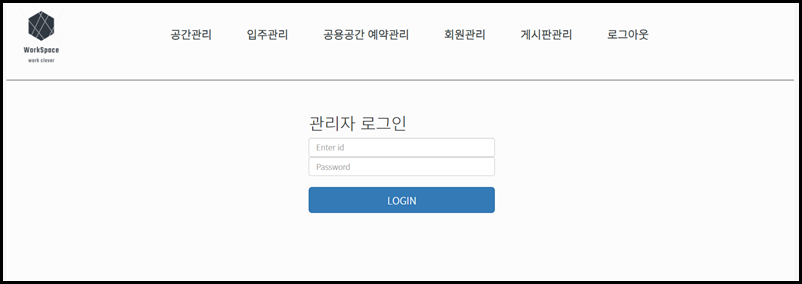 WorkSpace
work clever
공간관리 입주관리 공용공간 예약관리 회원관리 게시판관리 로그아웃
관리자 로그인
Enter id
Password
LOGIN